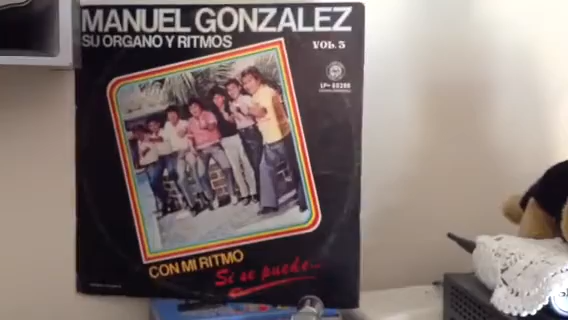 MANUEL GONZALEZ
SU ORGANO Y RITMOS
VOL. 3
CON MI RITMO
Si se puede...